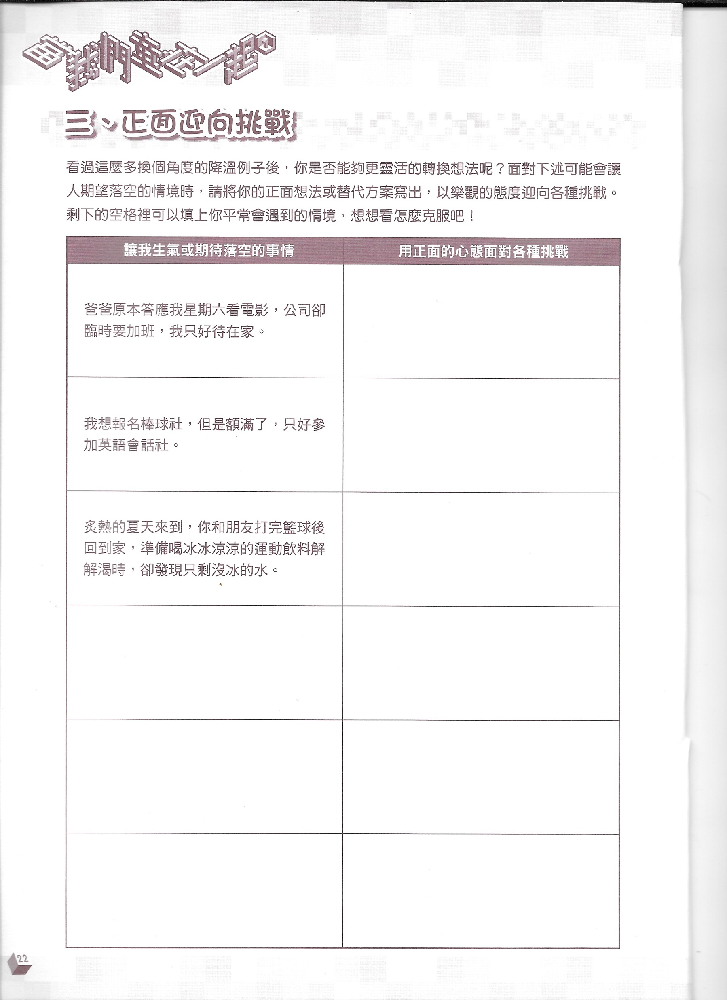 當我們童在一起。
三、正面迎向挑戰
看過這麼多換個角度的降溫例子後，你是否能夠更靈活的轉換想法呢？面對下述可能會讓
人期望落空的情境時，請將你的正面想法或替代方案寫出，以樂觀的態度迎向各種挑戰。
剩下的空格裡可以填上你平常會遇到的情境，想想看怎麼克服吧！
讓我生氣或期待落空的事情
用正面的心態面對各種挑戰
爸爸原本答應我星期六看電影，公司卻
臨時要加班，我只好待在家。
我想報名棒球社，但是額滿了，只好參
加英語會話社。
炙熱的夏天來到，你和朋友打完籃球後
回到家，準備喝冰冰涼涼的運動飲料解
解渴時，卻發現只剩沒冰的水。
22